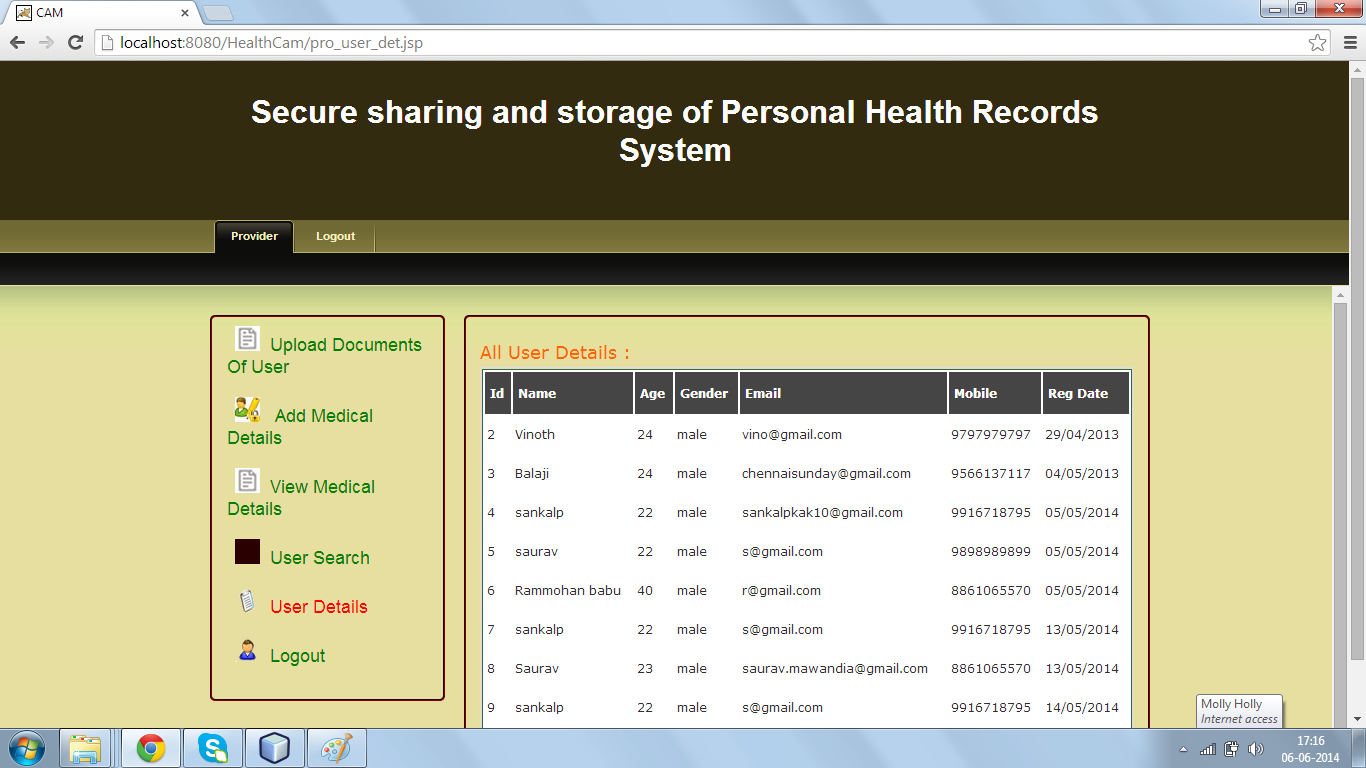 CAM
localhost:8080/HealthCam/pro_user_det.jsp
Secure sharing and storage of Personal Health Records
System
Provider Logout
Upload Documents
Of User
Add Medical
Details
View Medical
Details
User Search
User Details
Logout
All User Details :
Id Name Age Gender Email Mobile Reg Date
2 Vinoth 24 male vino@gmail.com 9797979797 29/04/2013
3 Balaji 24 male chennaisunday@gmail.com 9566137117 04/05/2013
4 sankalp 22 male sankalpkak10@gmail.com 9916718795 05/05/2014
5 saurav 22 male s@gmail.com 9898989899 05/05/2014
6 Rammohan babu 40 male r@gmail.com 8861065570 05/05/2014
7 sankalp 22 male s@gmail.com 9916718795 13/05/2014
8 Saurav 23 male saurav.mawandia@gmail.com 8861065570 13/05/2014
9 sankalp 22 male s@gmail.com 9916718795 14/05/2014
Molly Holly
Internet access
17:16
06-06-2014